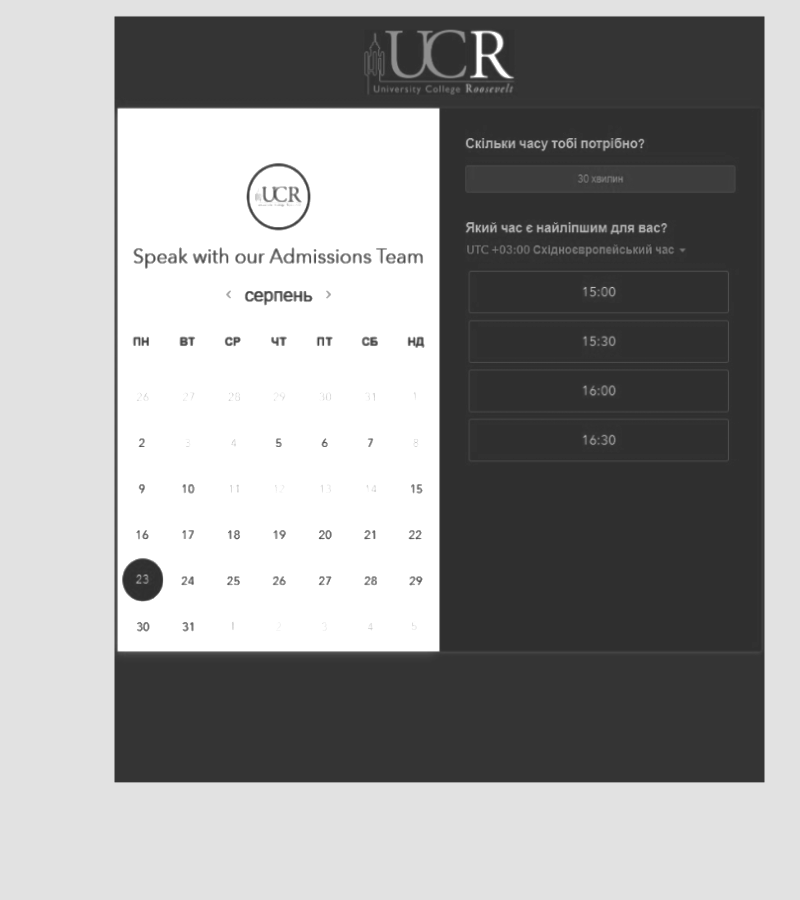 UCR
University College Roosevelt
UCR
Speak with our Admissions Team
серпень
ПН ВТ СР ЧТ ПТ СБ НД
26 27 28 29 30 31 1
2 3 4 5 6 7 8
9 10 11 12 13 14 15
16 17 18 19 20 21 22
23 24 25 26 27 28 29
30 31 1 2 3 4 5
Скільки часу тобі потрібно?
30 хвилин
Який час є найліпшим для вас?
UTC +03:00 Східноєвропейський час
15:00
15:30
16:00
16:30